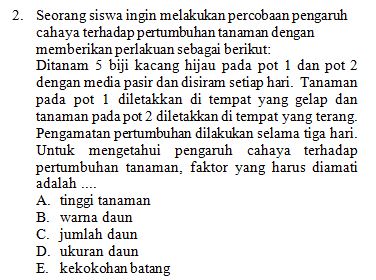 2. Seorang siswa ingin melakukan percobaan pengaruh
cahaya terhadap pertumbuhan tanaman dengan
memberikan perlakuan sebagai berikut:
Ditanam 5 biji kacang hijau pada pot 1 dan pot 2
dengan media pasir dan disiram setiap hari. Tanaman
pada pot 1 diletakkan di tempat yang gelap dan
tanaman pada pot 2 diletakkan di tempat yang terang.
Pengamatan pertumbuhan dilakukan selama tiga hari.
Untuk mengetahui pengaruh cahaya terhadap
pertumbuhan tanaman, faktor yang harus diamati
adalah ....
A. tinggi tanaman
B. warna daun
C. jumlah daun
D. ukuran daun
E. kekokohan batang